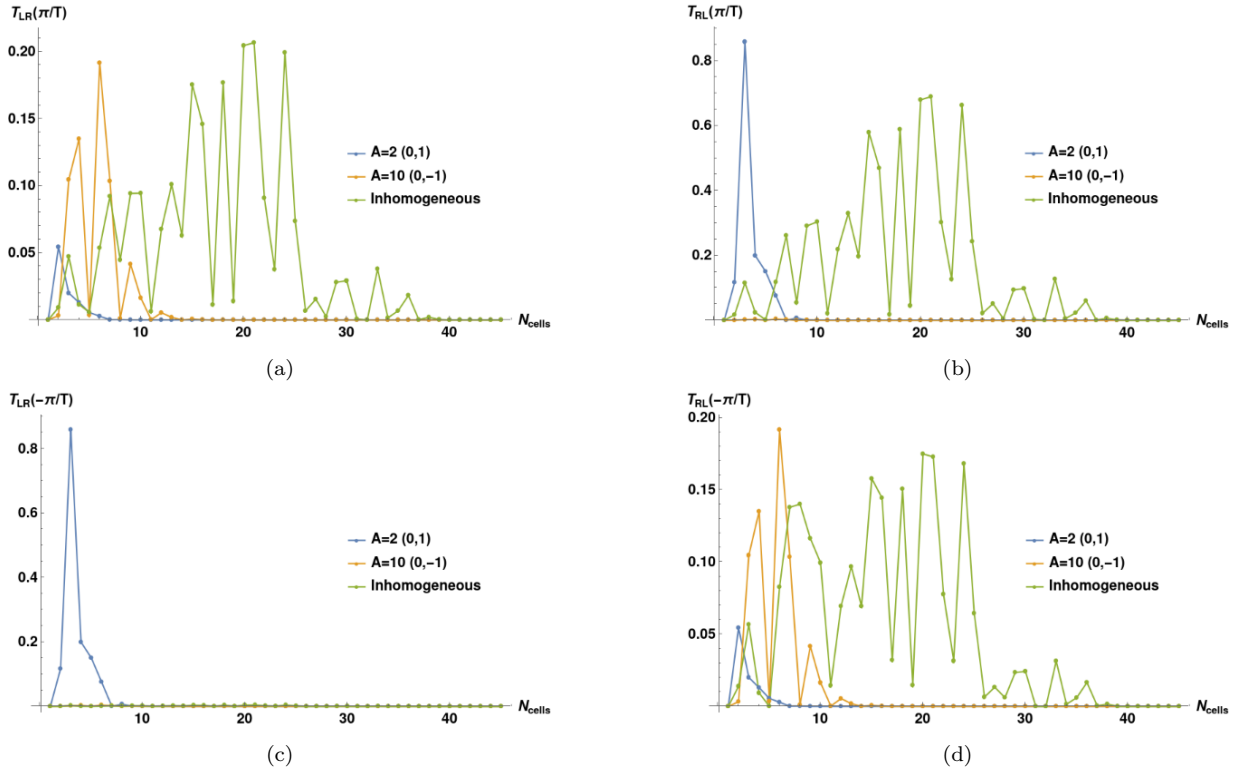 T_LR(π/T)
0.20
0.15
0.10
0.05
A=2 (0,1)
A=10 (0,-1)
Inhomogeneous
10 20 30 40 N_cells
(a)
T_RL(π/T)
0.8
0.6
0.4
0.2
A=2 (0,1)
A=10 (0,-1)
Inhomogeneous
10 20 30 40 N_cells
(b)
T_LR(-π/T)
0.8
0.6
0.4
0.2
A=2 (0,1)
A=10 (0,-1)
Inhomogeneous
10 20 30 40 N_cells
(c)
T_RL(-π/T)
0.20
0.15
0.10
0.05
A=2 (0,1)
A=10 (0,-1)
Inhomogeneous
10 20 30 40 N_cells
(d)